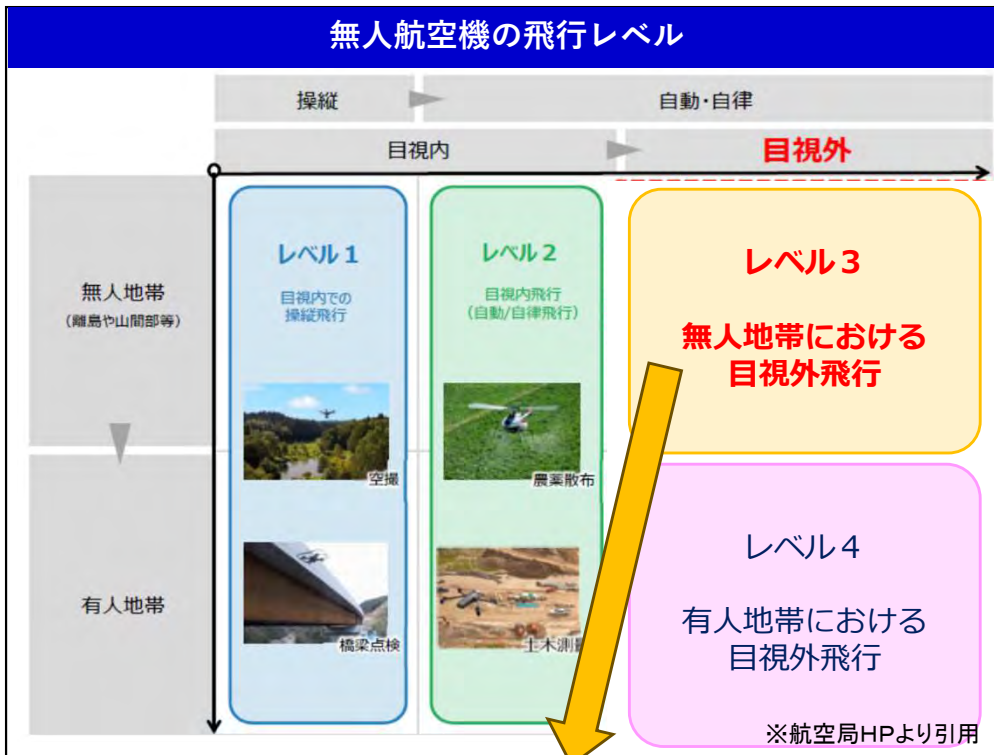 無人航空機の飛行レベル
操縦
自動・自律
目視内
目視外
無人地帯
(離島や山間部等)
有人地帯
レベル1
目視内での
操縦飛行
空撮
橋梁点検
レベル2
目視内飛行
(自動/自律飛行)
農薬散布
土木測量
レベル3
無人地帯における
目視外飛行
レベル4
有人地帯における
目視外飛行
※航空局HPより引用